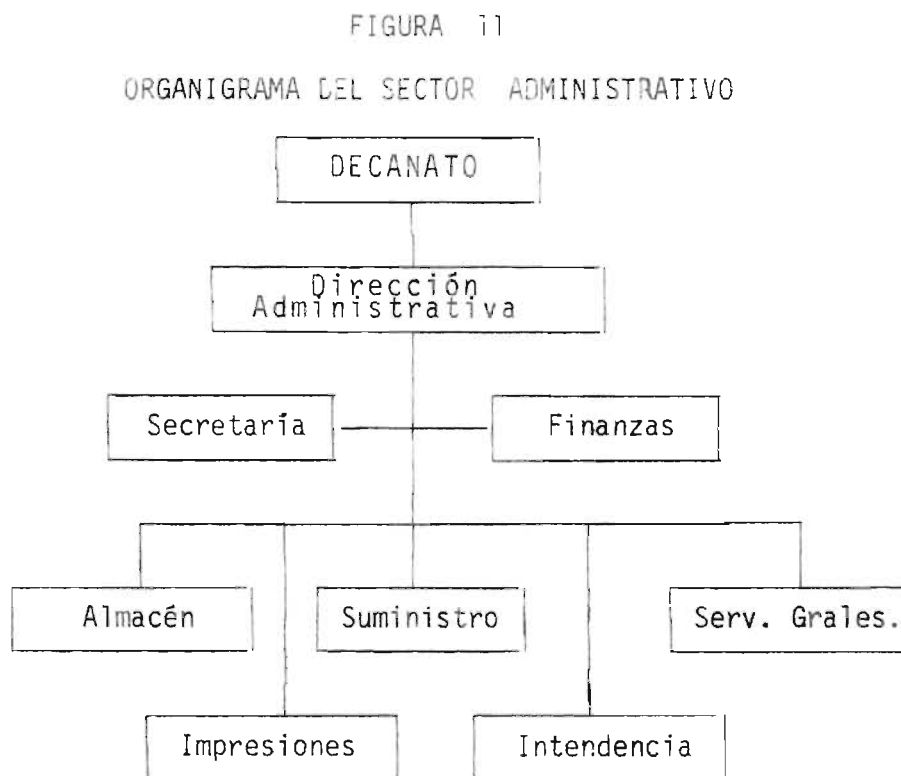 FIGURA 11
ORGANIGRAMA DEL SECTOR ADMINISTRATIVO
DECANATO
Dirección
Administrativa
Secretaría
Finanzas
Almacén
Suministro
Serv. Grales.
Impresiones
Intendencia